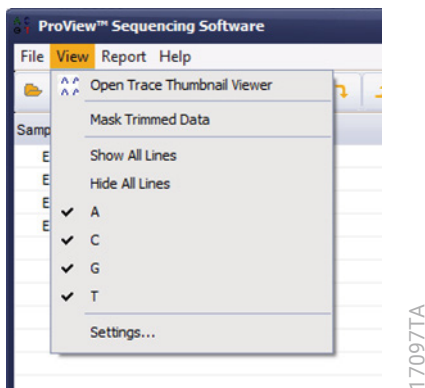 ProView™ Sequencing Software
File View Report Help
Open Trace Thumbnail Viewer
Samp
Mask Trimmed Data
E
Show All Lines
E
Hide All Lines
E
A
E
C
G
T
Settings...
17097TA